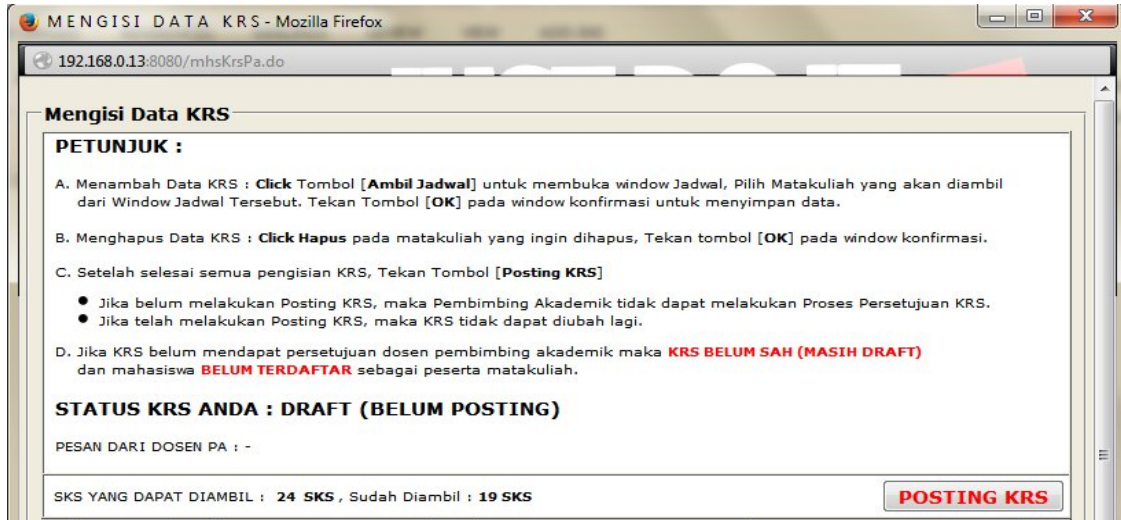 MENGISI DATA KRS - Mozilla Firefox
192.168.0.13:8080/mhsKrsPa.do
Mengisi Data KRS
PETUNJUK :
A. Menambah Data KRS : Click Tombol [Ambil Jadwal] untuk membuka window Jadwal, Pilih Matakuliah yang akan diambil
dari Window Jadwal Tersebut. Tekan Tombol [OK] pada window konfirmasi untuk menyimpan data.
B. Menghapus Data KRS : Click Hapus pada matakuliah yang ingin dihapus, Tekan tombol [OK] pada window konfirmasi.
C. Setelah selesai semua pengisian KRS, Tekan Tombol [Posting KRS]
● Jika belum melakukan Posting KRS, maka Pembimbing Akademik tidak dapat melakukan Proses Persetujuan KRS.
● Jika telah melakukan Posting KRS, maka KRS tidak dapat diubah lagi.
D. Jika KRS belum mendapat persetujuan dosen pembimbing akademik maka KRS BELUM SAH (MASIH DRAFT)
dan mahasiswa BELUM TERDAFTAR sebagai peserta matakuliah.
STATUS KRS ANDA : DRAFT (BELUM POSTING)
PESAN DARI DOSEN PA : -
SKS YANG DAPAT DIAMBIL : 24 SKS , Sudah Diambil : 19 SKS
POSTING KRS